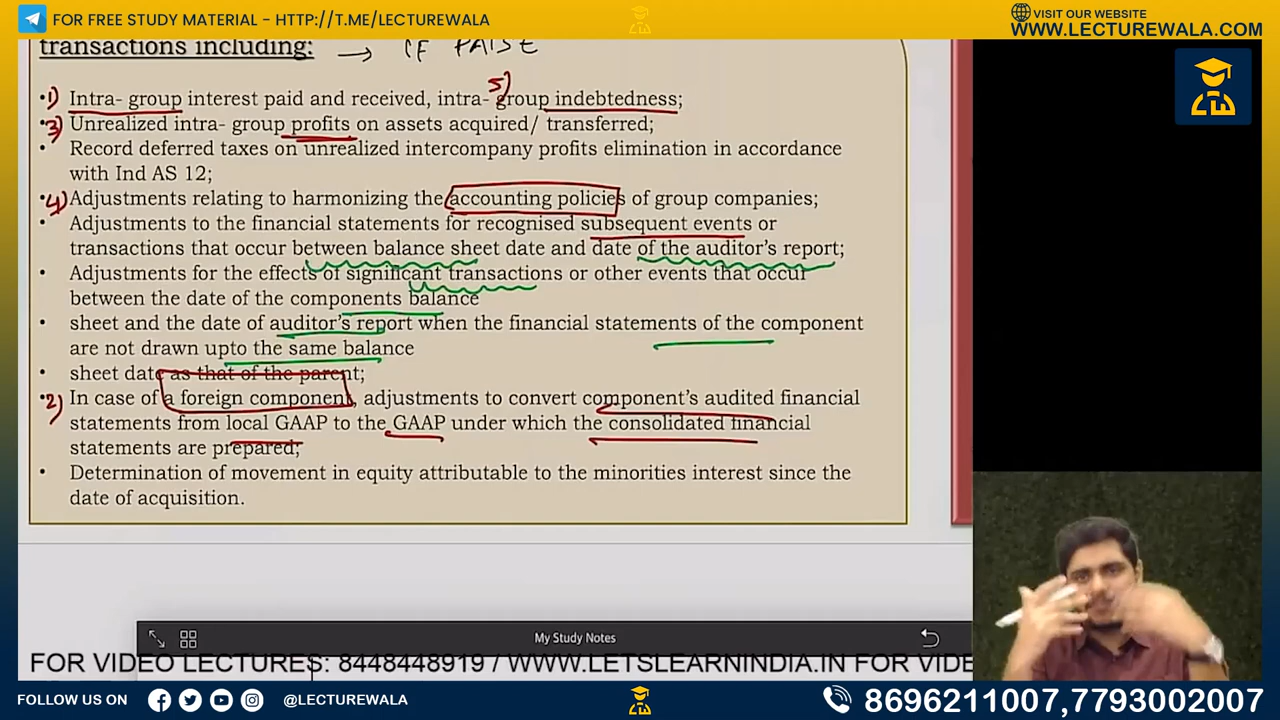 FOR FREE STUDY MATERIAL - HTTP://T.ME/LECTUREWALA
VISIT OUR WEBSITE
WWW.LECTUREWALA.COM
transactions including: → IF PAISE
• 1) Intra- group interest paid and received, intra- 5) group indebtedness;
• 3) Unrealized intra- group profits on assets acquired/ transferred;
• Record deferred taxes on unrealized intercompany profits elimination in accordance
with Ind AS 12;
• 4) Adjustments relating to harmonizing the accounting policies of group companies;
• Adjustments to the financial statements for recognised subsequent events or
transactions that occur between balance sheet date and date of the auditor's report;
• Adjustments for the effects of significant transactions or other events that occur
between the date of the components balance
• sheet and the date of auditor's report when the financial statements of the component
are not drawn upto the same balance
• sheet date as that of the parent;
• 2) In case of a foreign component, adjustments to convert component's audited financial
statements from local GAAP to the GAAP under which the consolidated financial
statements are prepared;
• Determination of movement in equity attributable to the minorities interest since the
date of acquisition.
My Study Notes
FOR VIDEO LECTURES: 8448448919 / WWW.LETSLEARNINDIA.IN FOR VIDE
FOLLOW US ON @LECTUREWALA 8696211007,7793002007